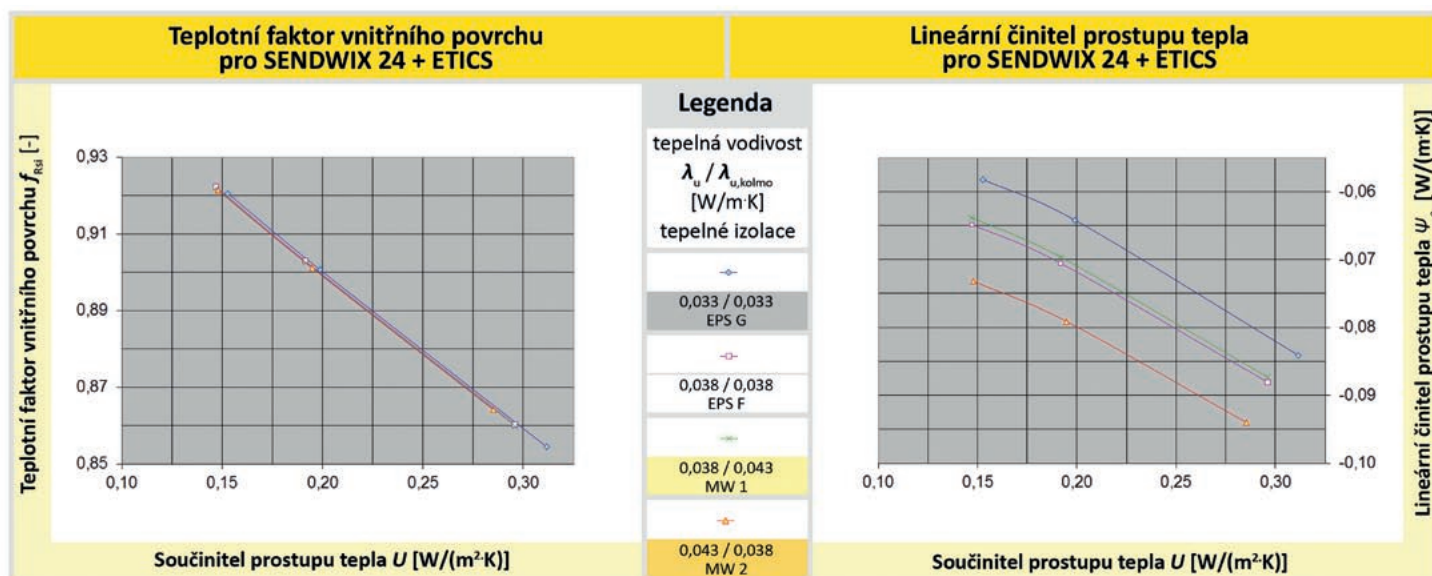 Teplotní faktor vnitřního povrchu
pro SENDWIX 24 + ETICS
Lineární činitel prostupu tepla
pro SENDWIX 24 + ETICS
Teplotní faktor vnitřního povrchu fRsi [-]
0,93
0,91
0,89
0,87
0,85
0,10
0,15
0,20
0,25
0,30
Součinitel prostupu tepla U [W/(m²·K)]
Legenda
tepelná vodivost
λu / λu,kolmo
[W/m·K]
tepelné izolace
0,033 / 0,033
EPS G
0,038 / 0,038
EPS F
0,038 / 0,043
MW 1
0,043 / 0,038
MW 2
-0,06
-0,07
-0,08
-0,09
-0,10
0,10
0,15
0,20
0,25
0,30
Součinitel prostupu tepla U [W/(m²·K)]
Lineární činitel prostupu tepla Ψ [W/(m·K)]